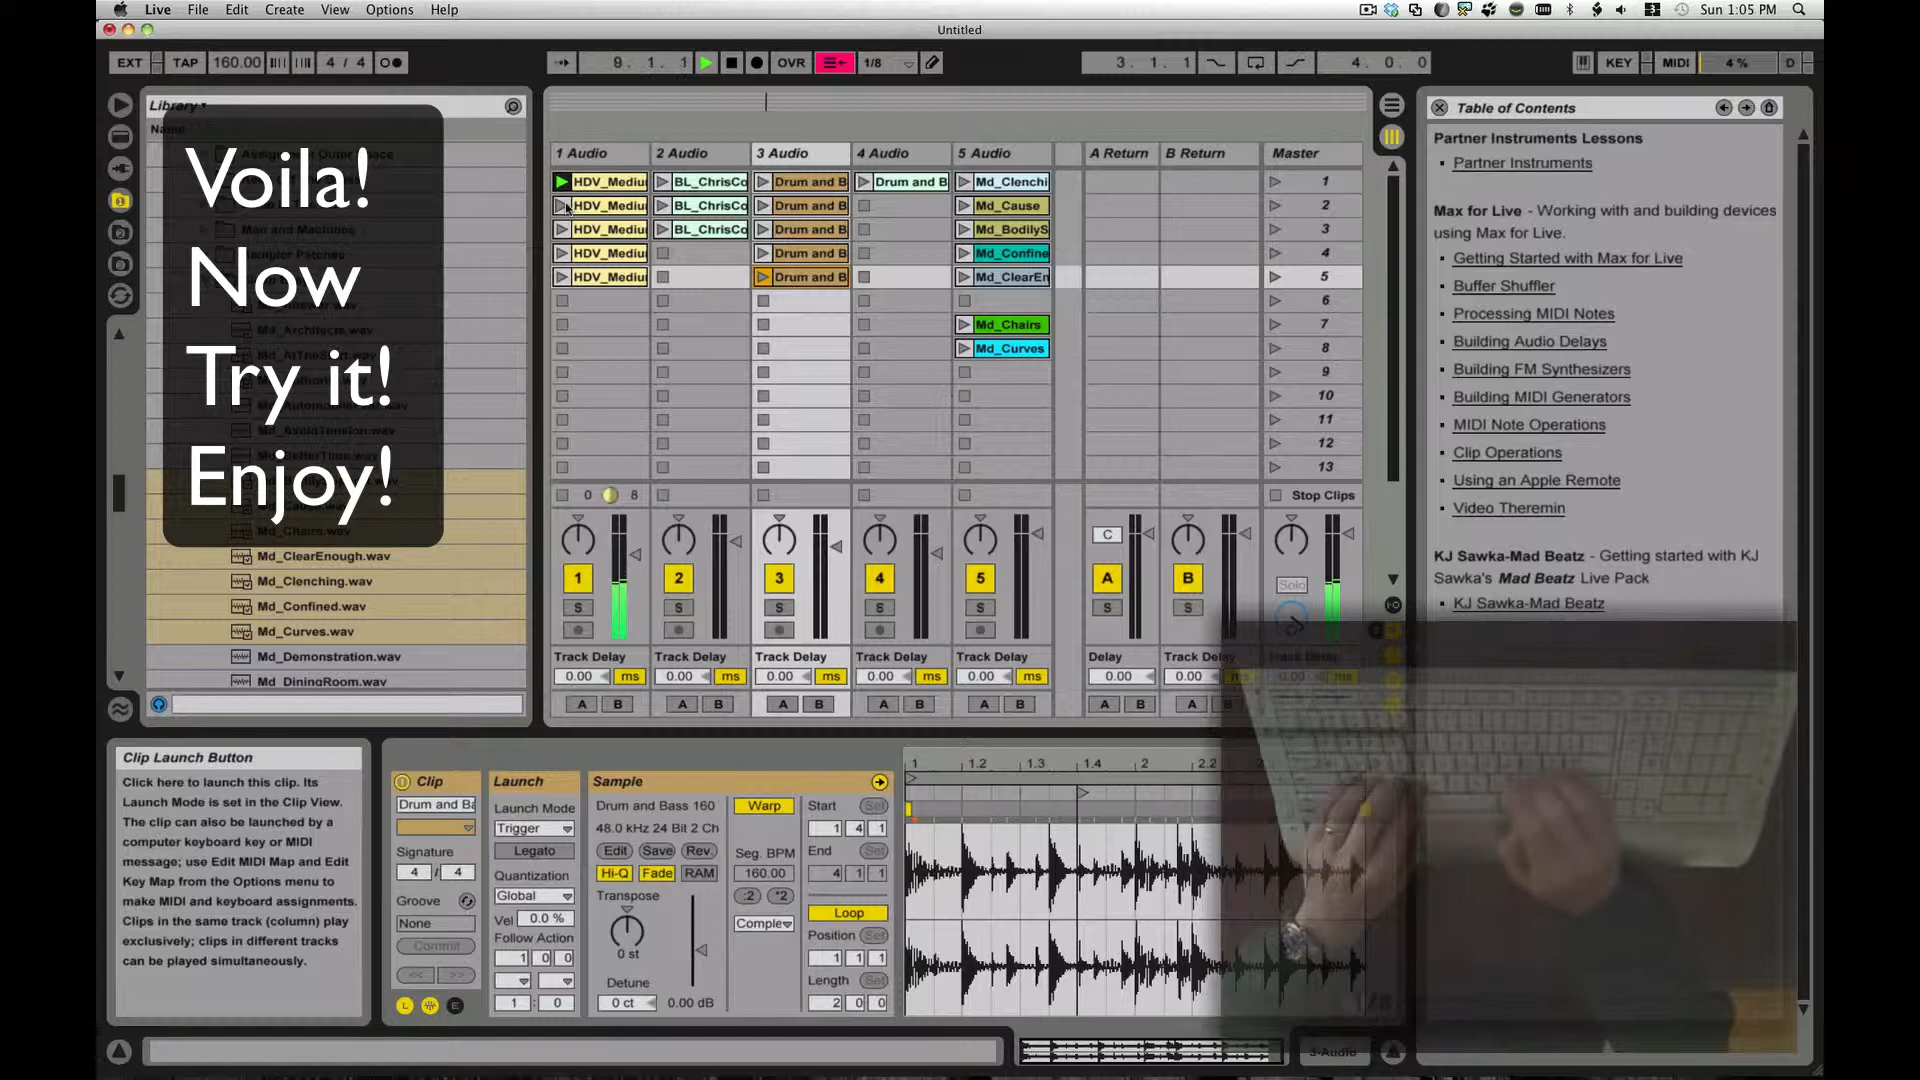 Live File Edit Create View Options Help
Sun 1:05 PM
Untitled
EXT TAP 160.00 4 / 4
9. 1. 1 OVR 1/8
3. 1. 1 4. 0. 0
KEY MIDI 4 % D
Library
Voila!
Now
Try it!
Enjoy!
Md_ClearEnough.wav
Md_Clenching.wav
Md_Confined.wav
Md_Curves.wav
Md_Demonstration.wav
Md_DiningRoom.wav
1 Audio 2 Audio 3 Audio 4 Audio 5 Audio A Return B Return Master
HDV_Mediu BL_ChrisCo Drum and B Drum and B Md_Clenchi 1
HDV_Mediu BL_ChrisCo Drum and B Md_Cause 2
HDV_Mediu BL_ChrisCo Drum and B Md_BodilyS 3
HDV_Mediu Drum and B Md_Confine 4
HDV_Mediu Drum and B Md_ClearEn 5
6
Md_Chairs 7
Md_Curves 8
9
10
11
12
13
0 8 Stop Clips
C
1 2 3 4 5 A B Solo
S S S S S S S
Track Delay Track Delay Track Delay Track Delay Track Delay Delay Track Delay
0.00 ms 0.00 ms 0.00 ms 0.00 ms 0.00 ms 0.00 0.00
A B A B A B A B A B A B A B
Table of Contents
Partner Instruments Lessons
Partner Instruments
Max for Live - Working with and building devices
using Max for Live.
Getting Started with Max for Live
Buffer Shuffler
Processing MIDI Notes
Building Audio Delays
Building FM Synthesizers
Building MIDI Generators
MIDI Note Operations
Clip Operations
Using an Apple Remote
Video Theremin
KJ Sawka-Mad Beatz - Getting started with KJ
Sawka's Mad Beatz Live Pack
KJ Sawka-Mad Beatz
Clip Launch Button
Click here to launch this clip. Its
Launch Mode is set in the Clip View.
The clip can also be launched by a
computer keyboard key or MIDI
message; use Edit MIDI Map and Edit
Key Map from the Options menu to
make MIDI and keyboard assignments.
Clips in the same track (column) play
exclusively; clips in different tracks
can be played simultaneously.
Clip
Drum and Ba
Signature
4 / 4
Groove
None
Commit
<< >>
L E
Launch
Launch Mode
Trigger
Legato
Quantization
Global
Vel 0.0 %
Follow Action
1 0 0
1 : 0
Sample
Drum and Bass 160
48.0 kHz 24 Bit 2 Ch
Edit Save Rev.
Hi-Q Fade RAM
Transpose
0 st
Detune
0 ct 0.00 dB
Warp
Seg. BPM
160.00
:2 *2
Comple
Start Set
1 4 1
End Set
4 1 1
Loop
Position Set
1 1 1
Length Set
2 0 0
1 1.2 1.3 1.4 2 2.2
3-Audio